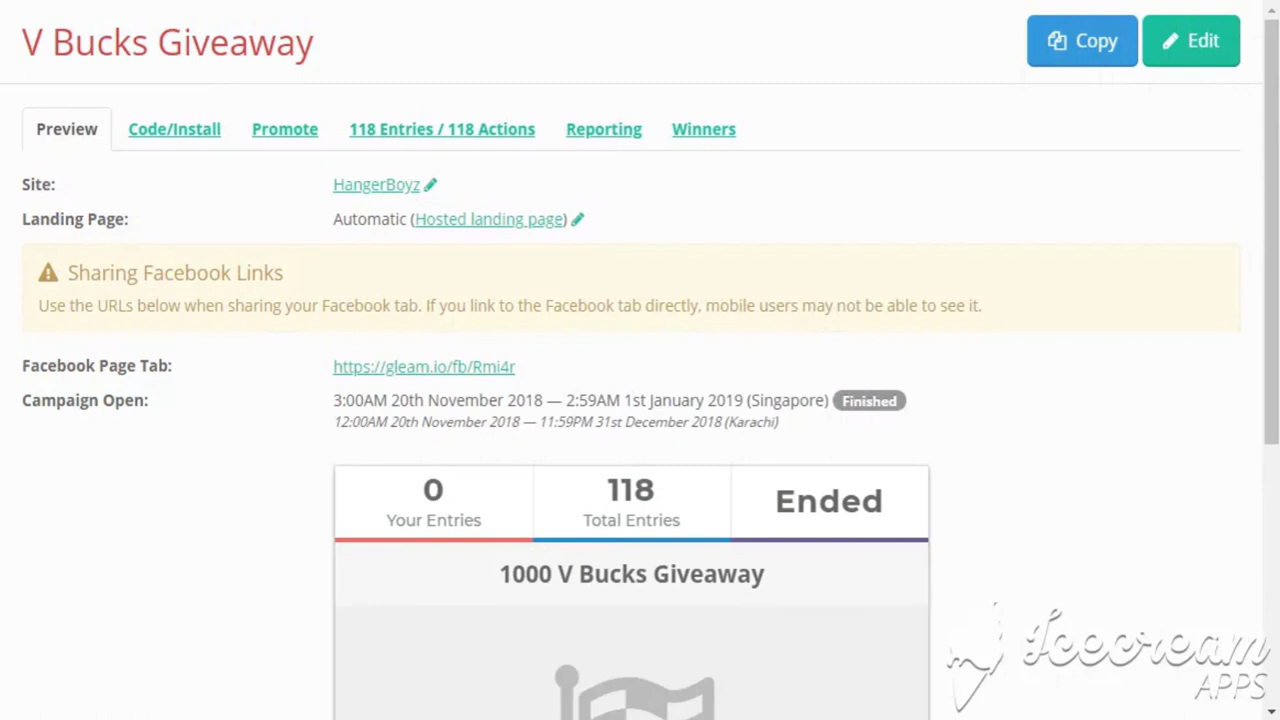 V Bucks Giveaway
Copy
Edit
Preview
Code/Install
Promote
118 Entries / 118 Actions
Reporting
Winners
Site:
HangerBoyz
Landing Page:
Automatic (Hosted landing page)
Sharing Facebook Links
Use the URLs below when sharing your Facebook tab. If you link to the Facebook tab directly, mobile users may not be able to see it.
Facebook Page Tab:
https://gleam.io/fb/Rmi4r
Campaign Open:
3:00AM 20th November 2018 — 2:59AM 1st January 2019 (Singapore) Finished
12:00AM 20th November 2018 — 11:59PM 31st December 2018 (Karachi)
0
Your Entries
118
Total Entries
Ended
1000 V Bucks Giveaway
Icecream
APPS